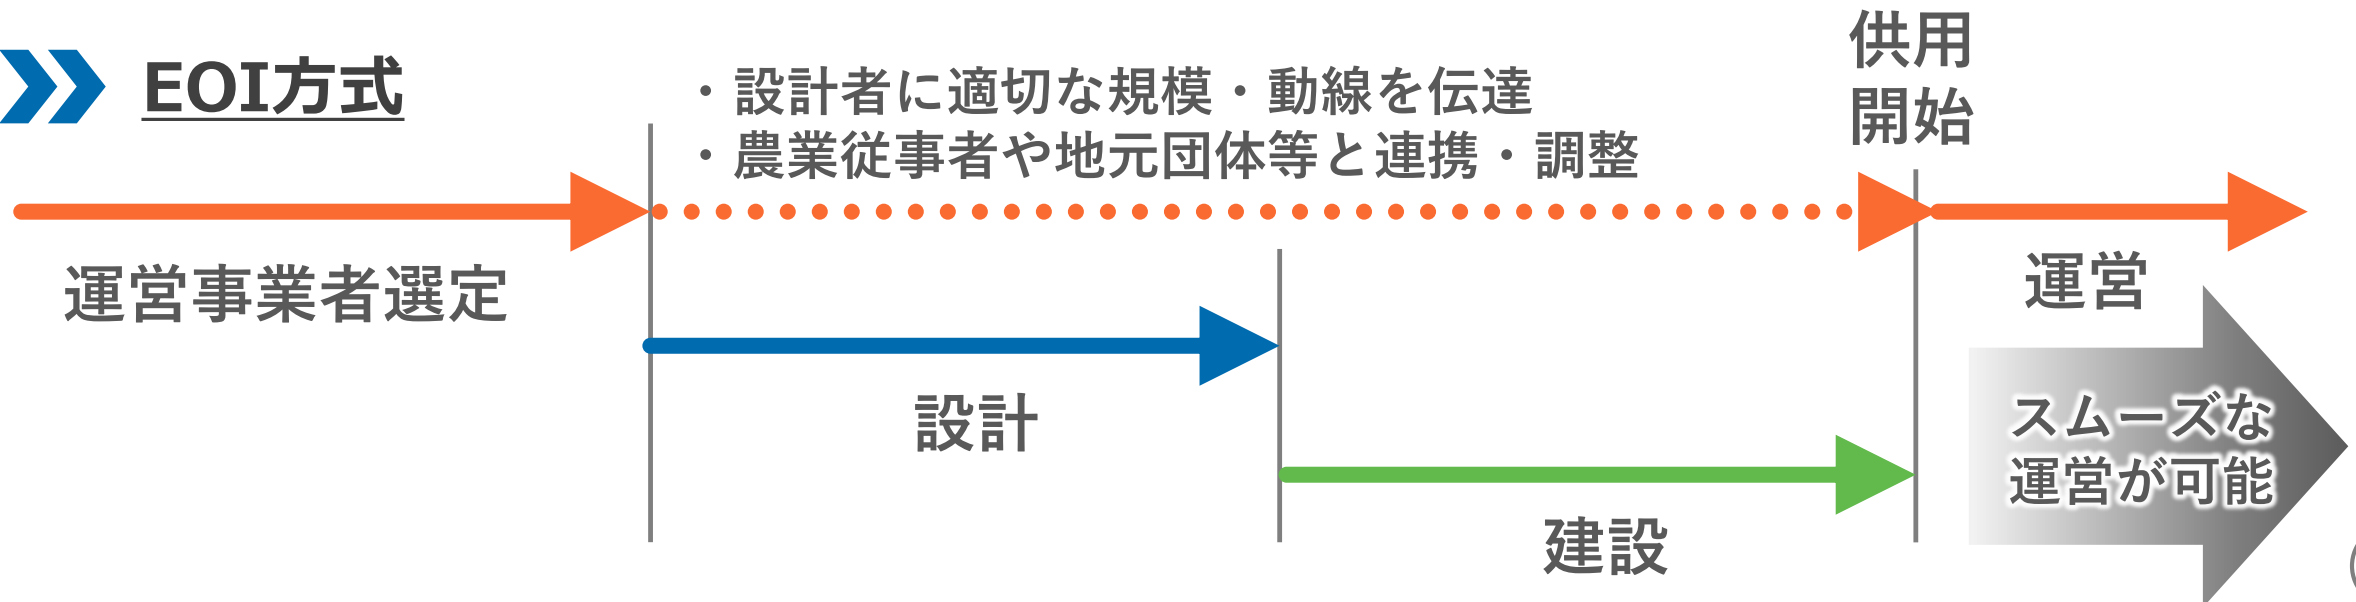 EOI方式
・設計者に適切な規模・動線を伝達
・農業従事者や地元団体等と連携・調整
供用
開始
運営事業者選定
運営
設計
スムーズな
運営が可能
建設